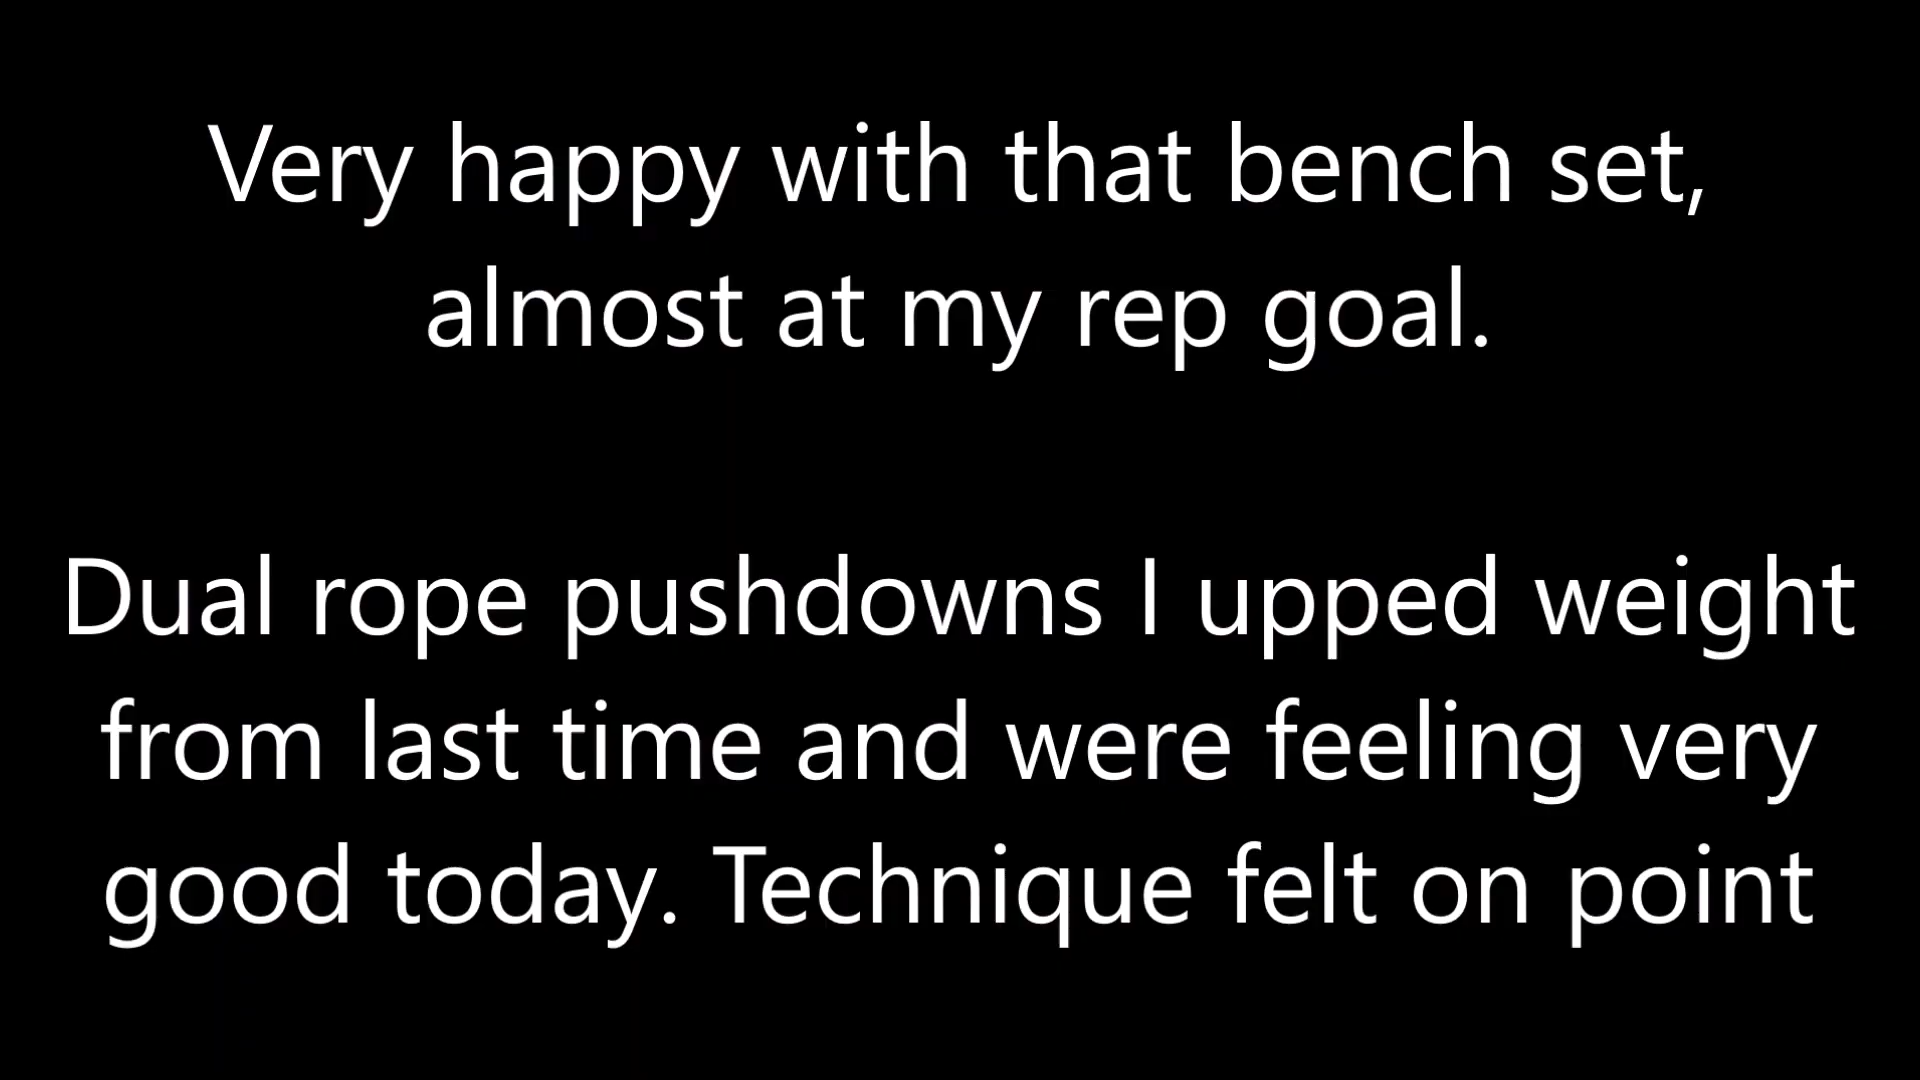 Very happy with that bench set,
almost at my rep goal.
Dual rope pushdowns I upped weight
from last time and were feeling very
good today. Technique felt on point